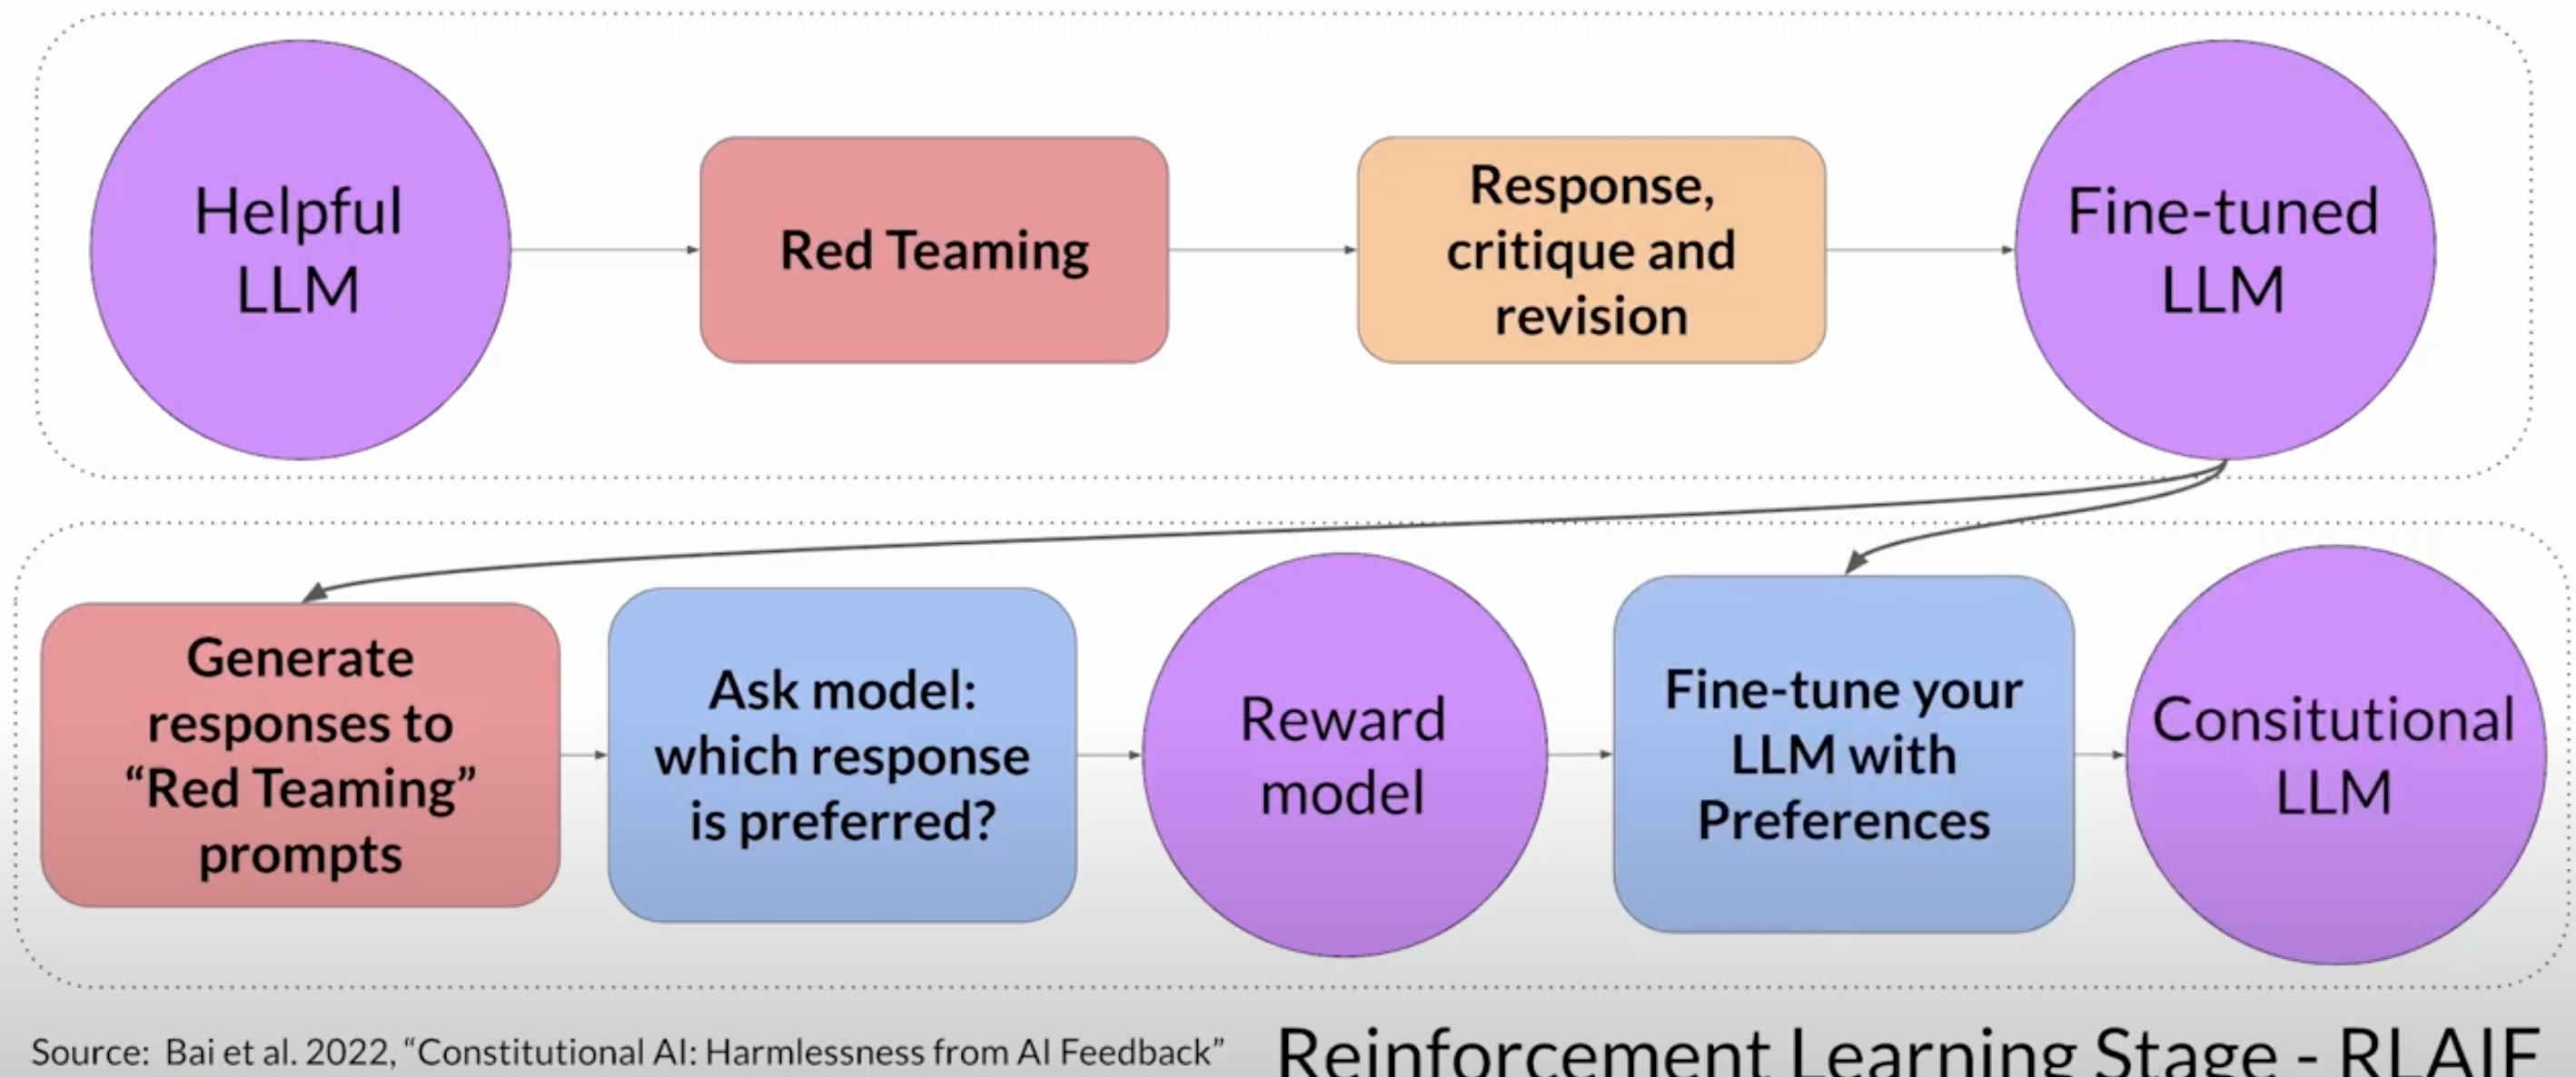 Helpful
LLM
Red Teaming
Response,
critique and
revision
Fine-tuned
LLM
Generate
responses to
“Red Teaming”
prompts
Ask model:
which response
is preferred?
Reward
model
Fine-tune your
LLM with
Preferences
Consitutional
LLM
Source: Bai et al. 2022, “Constitutional AI: Harmlessness from AI Feedback”
Reinforcement Learning Stage - RLAIF